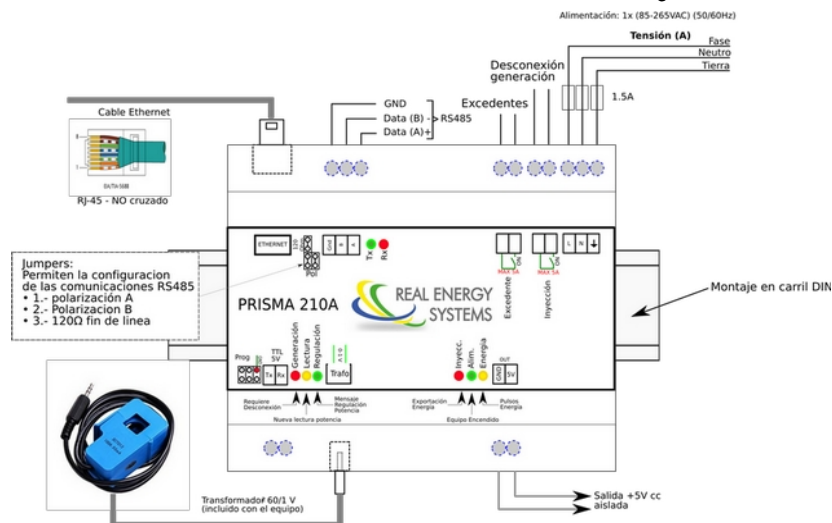 Alimentación: 1x (85-265VAC) (50/60Hz)
Tensión (A)
Fase
Neutro
Tierra
1.5A
Desconexión
generación
Excedentes
GND
Data (B) -
Data (A)+
RS485
Cable Ethernet
RJ-45 - NO cruzado
Jumpers:
Permiten la configuracion
de las comunicaciones RS485
• 1.- polarización A
• 2.- Polarizacion B
• 3.- 120Ω fin de linea
ETHERNET
120
Pol.
Gnd
B
A
Tx
Rx
MAX 5A
NO
Excedente
MAX 5A
NO
Inyección
L
N
PRISMA 210A
REAL ENERGY
SYSTEMS
Montaje en carril DIN
Prog
TTL
5V
Tx
Rx
Generación
Lectura
Regulación
Trafo
Inyecc.
Alim.
Energia
OUT
GND
5V
Requiere
Desconexión
Mensaje
Regulación
Potencia
Nueva lectura potencia
Exportación
Energía
Pulsos
Energía
Equipo Encendido
Transformador 60/1 V
(incluido con el equipo)
Salida +5V cc
aislada